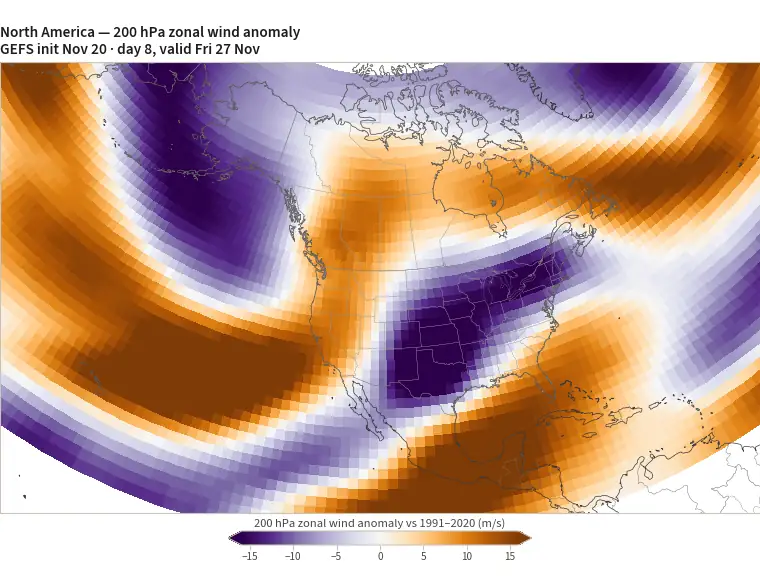 North America — 200 hPa zonal wind anomaly
GEFS init Nov 20 · day 8, valid Fri 27 Nov
200 hPa zonal wind anomaly vs 1991–2020 (m/s)
−15 −10 −5 0 5 10 15